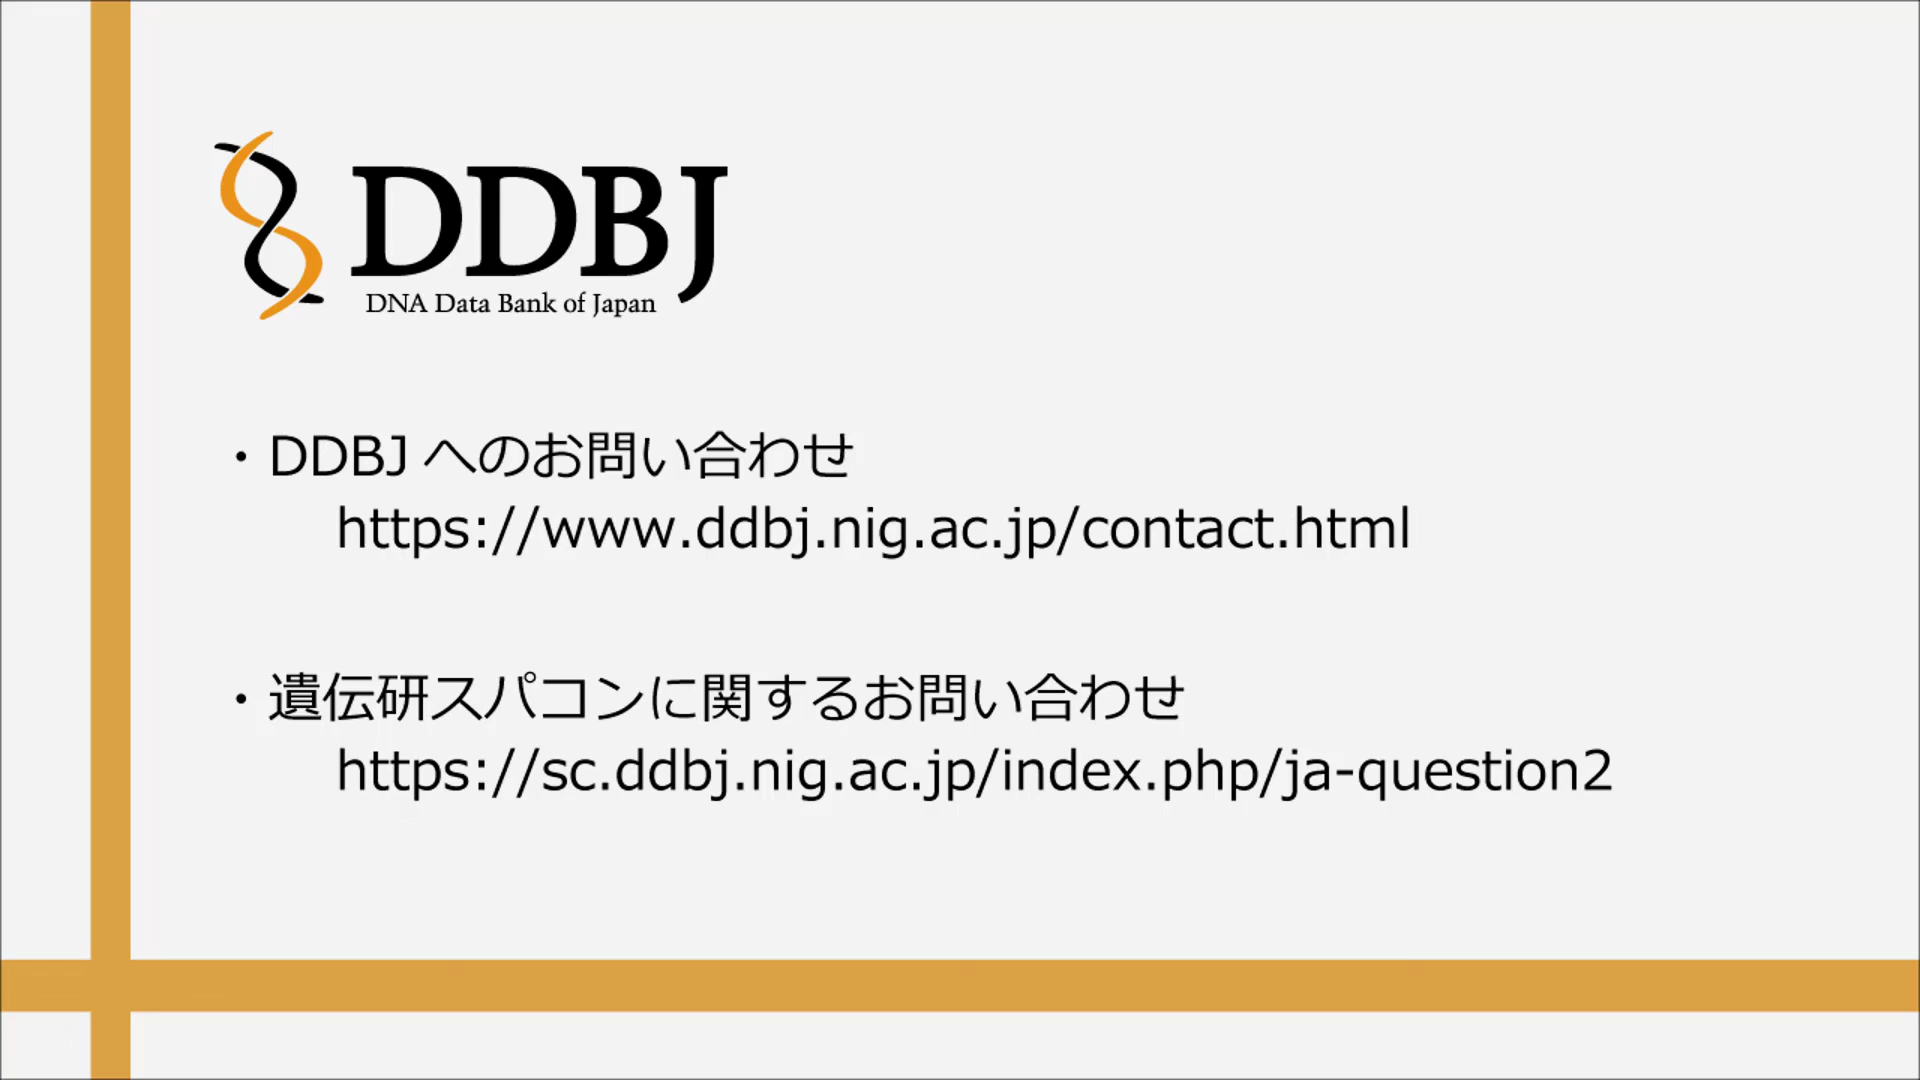 DDBJ
DNA Data Bank of Japan
・DDBJ へのお問い合わせ
https://www.ddbj.nig.ac.jp/contact.html
・遺伝研スパコンに関するお問い合わせ
https://sc.ddbj.nig.ac.jp/index.php/ja-question2